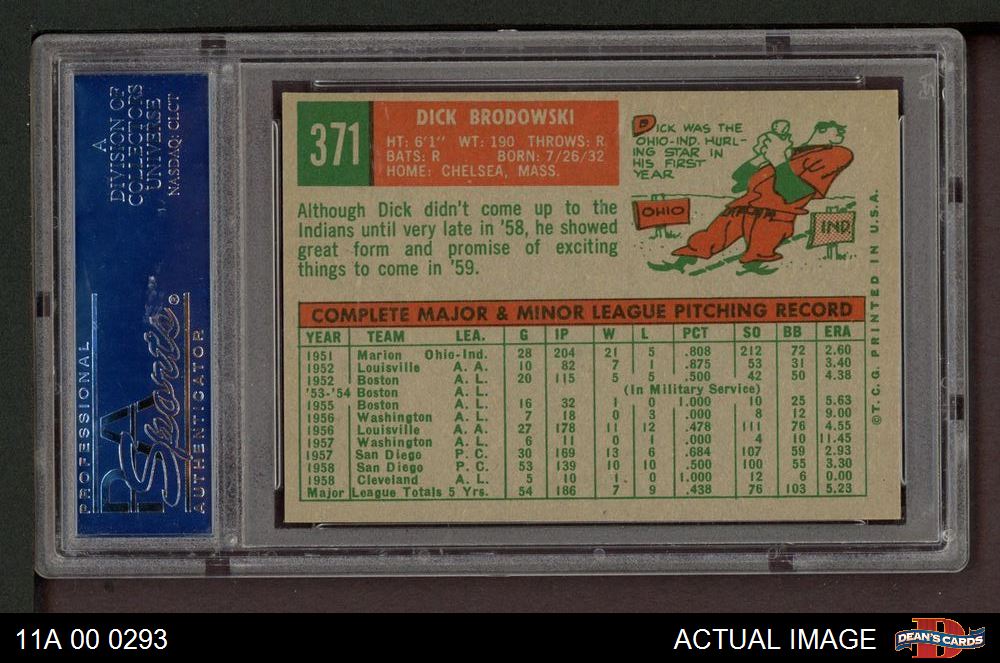 A
DIVISION OF
COLLECTORS
UNIVERSE
NASDAQ: CLCT
PROFESSIONAL
PSA
Sports
®
AUTHENTICATOR
371
DICK BRODOWSKI
HT: 6'1" WT: 190 THROWS: R
BATS: R BORN: 7/26/32
HOME: CHELSEA, MASS.
DICK WAS THE
OHIO-IND. HURL-
ING STAR IN
HIS FIRST
YEAR
OHIO
IND.
Although Dick didn't come up to the
Indians until very late in '58, he showed
great form and promise of exciting
things to come in '59.
COMPLETE MAJOR & MINOR LEAGUE PITCHING RECORD
YEAR TEAM LEA. G IP W L PCT SO BB ERA
1951 Marion Ohio-Ind. 28 204 21 5 .808 212 72 2.60
1952 Louisville A. A. 10 82 7 1 .875 53 31 3.40
1952 Boston A. L. 20 115 5 5 .500 42 50 4.38
'53-'54 Boston A. L. (In Military Service)
1955 Boston A. L. 16 32 1 0 1.000 10 25 5.63
1956 Washington A. L. 7 18 0 3 .000 8 12 9.00
1956 Louisville A. A. 27 178 11 12 .478 111 76 4.55
1957 Washington A. L. 6 11 0 1 .000 4 10 11.45
1957 San Diego P. C. 30 169 13 6 .684 107 59 2.93
1958 San Diego P. C. 53 139 10 10 .500 100 55 3.30
1958 Cleveland A. L. 5 10 1 0 1.000 12 6 0.00
Major League Totals 5 Yrs. 54 186 7 9 .438 76 103 5.23
©T. C. G. PRINTED IN U.S.A.
11A 00 0293
ACTUAL IMAGE
D
DEAN'S CARDS